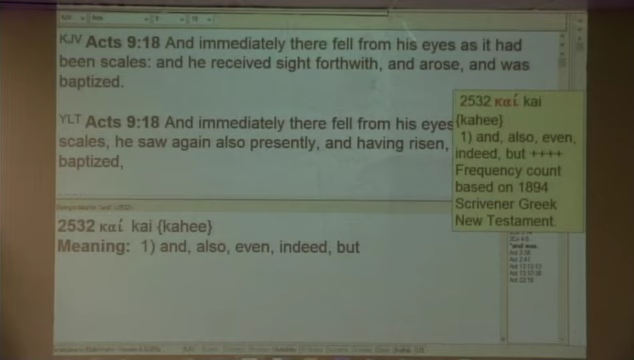 KJV Acts 9:18 And immediately there fell from his eyes as it had
been scales: and he received sight forthwith, and arose, and was
baptized.
YLT Acts 9:18 And immediately there fell from his eyes
scales, he saw again also presently, and having risen,
baptized,
2532 καί kai
{kahee}
1) and, also, even,
indeed, but ++++
Frequency count
based on 1894
Scrivener Greek
New Testament.
2532 καί kai {kahee}
Meaning: 1) and, also, even, indeed, but